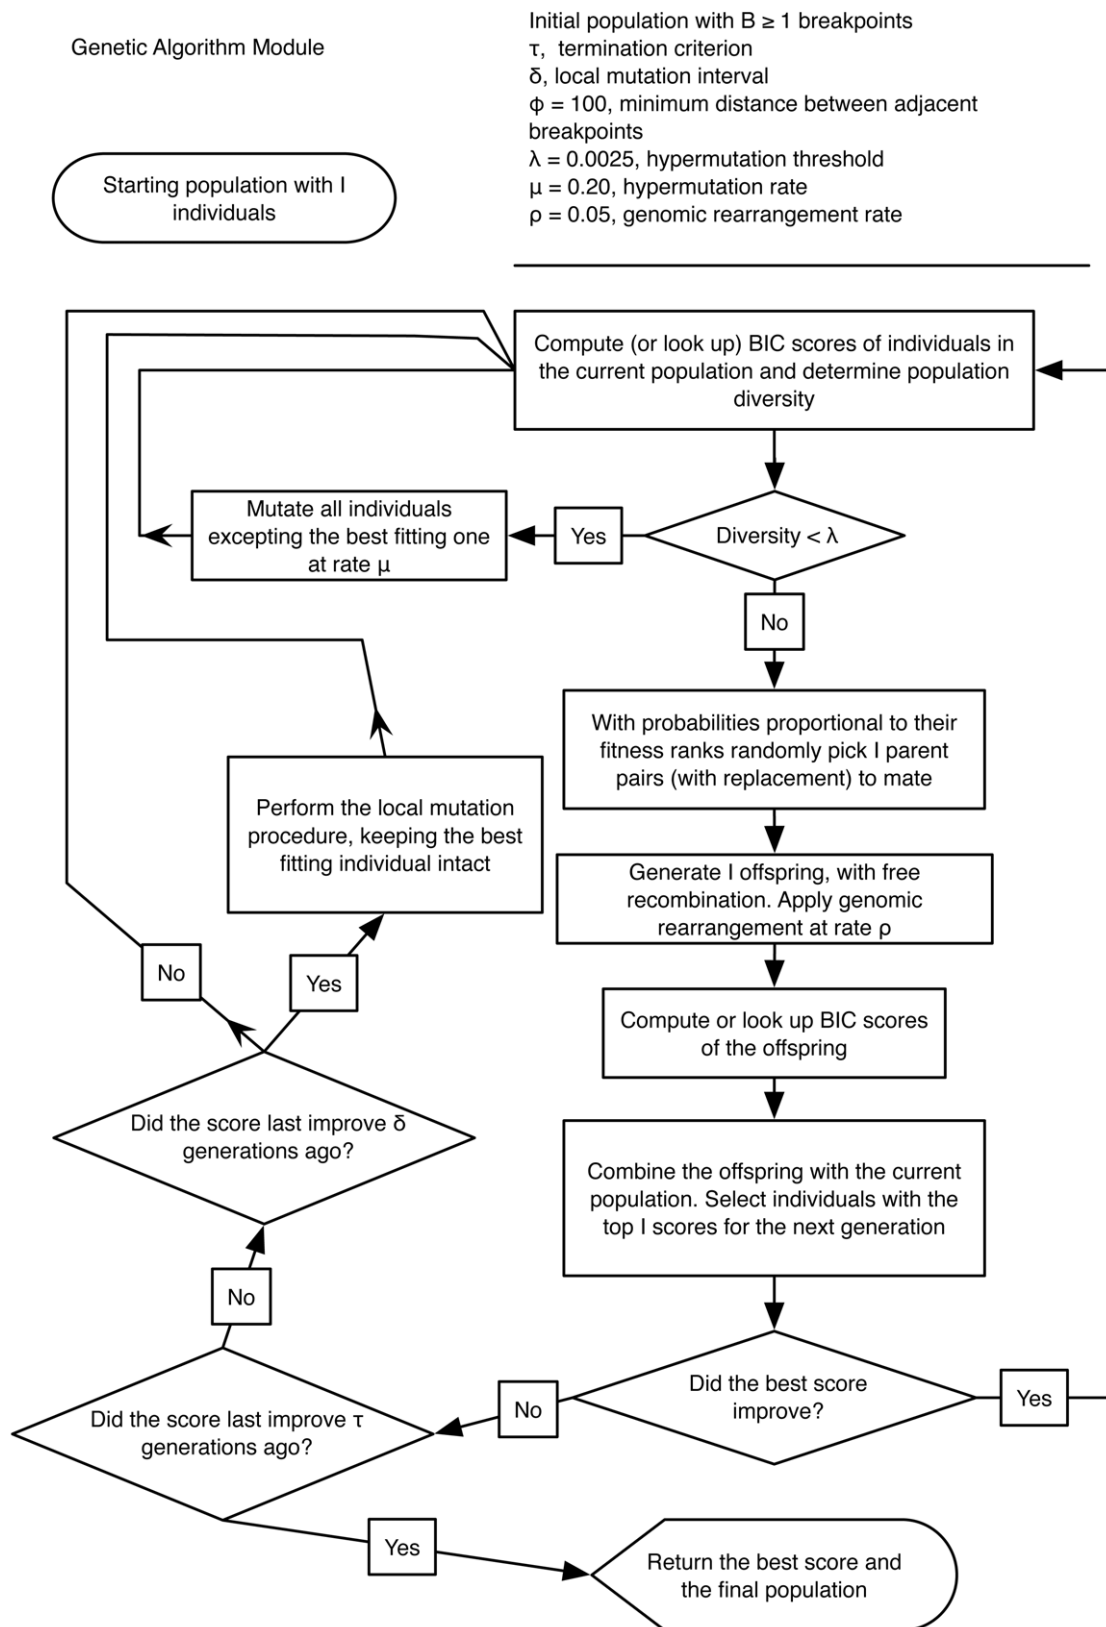 Genetic Algorithm Module
Initial population with B ≥ 1 breakpoints
τ, termination criterion
δ, local mutation interval
ϕ = 100, minimum distance between adjacent
breakpoints
λ = 0.0025, hypermutation threshold
μ = 0.20, hypermutation rate
ρ = 0.05, genomic rearrangement rate
Starting population with I
individuals
Compute (or look up) BIC scores of individuals in
the current population and determine population
diversity
Mutate all individuals
excepting the best fitting one
at rate μ
Yes
Diversity < λ
No
With probabilities proportional to their
fitness ranks randomly pick I parent
pairs (with replacement) to mate
Perform the local mutation
procedure, keeping the best
fitting individual intact
Generate I offspring, with free
recombination. Apply genomic
rearrangement at rate ρ
No
Yes
Compute or look up BIC scores
of the offspring
Did the score last improve δ
generations ago?
Combine the offspring with the current
population. Select individuals with the
top I scores for the next generation
No
Did the best score
improve?
Yes
No
Did the score last improve τ
generations ago?
Yes
Return the best score and
the final population